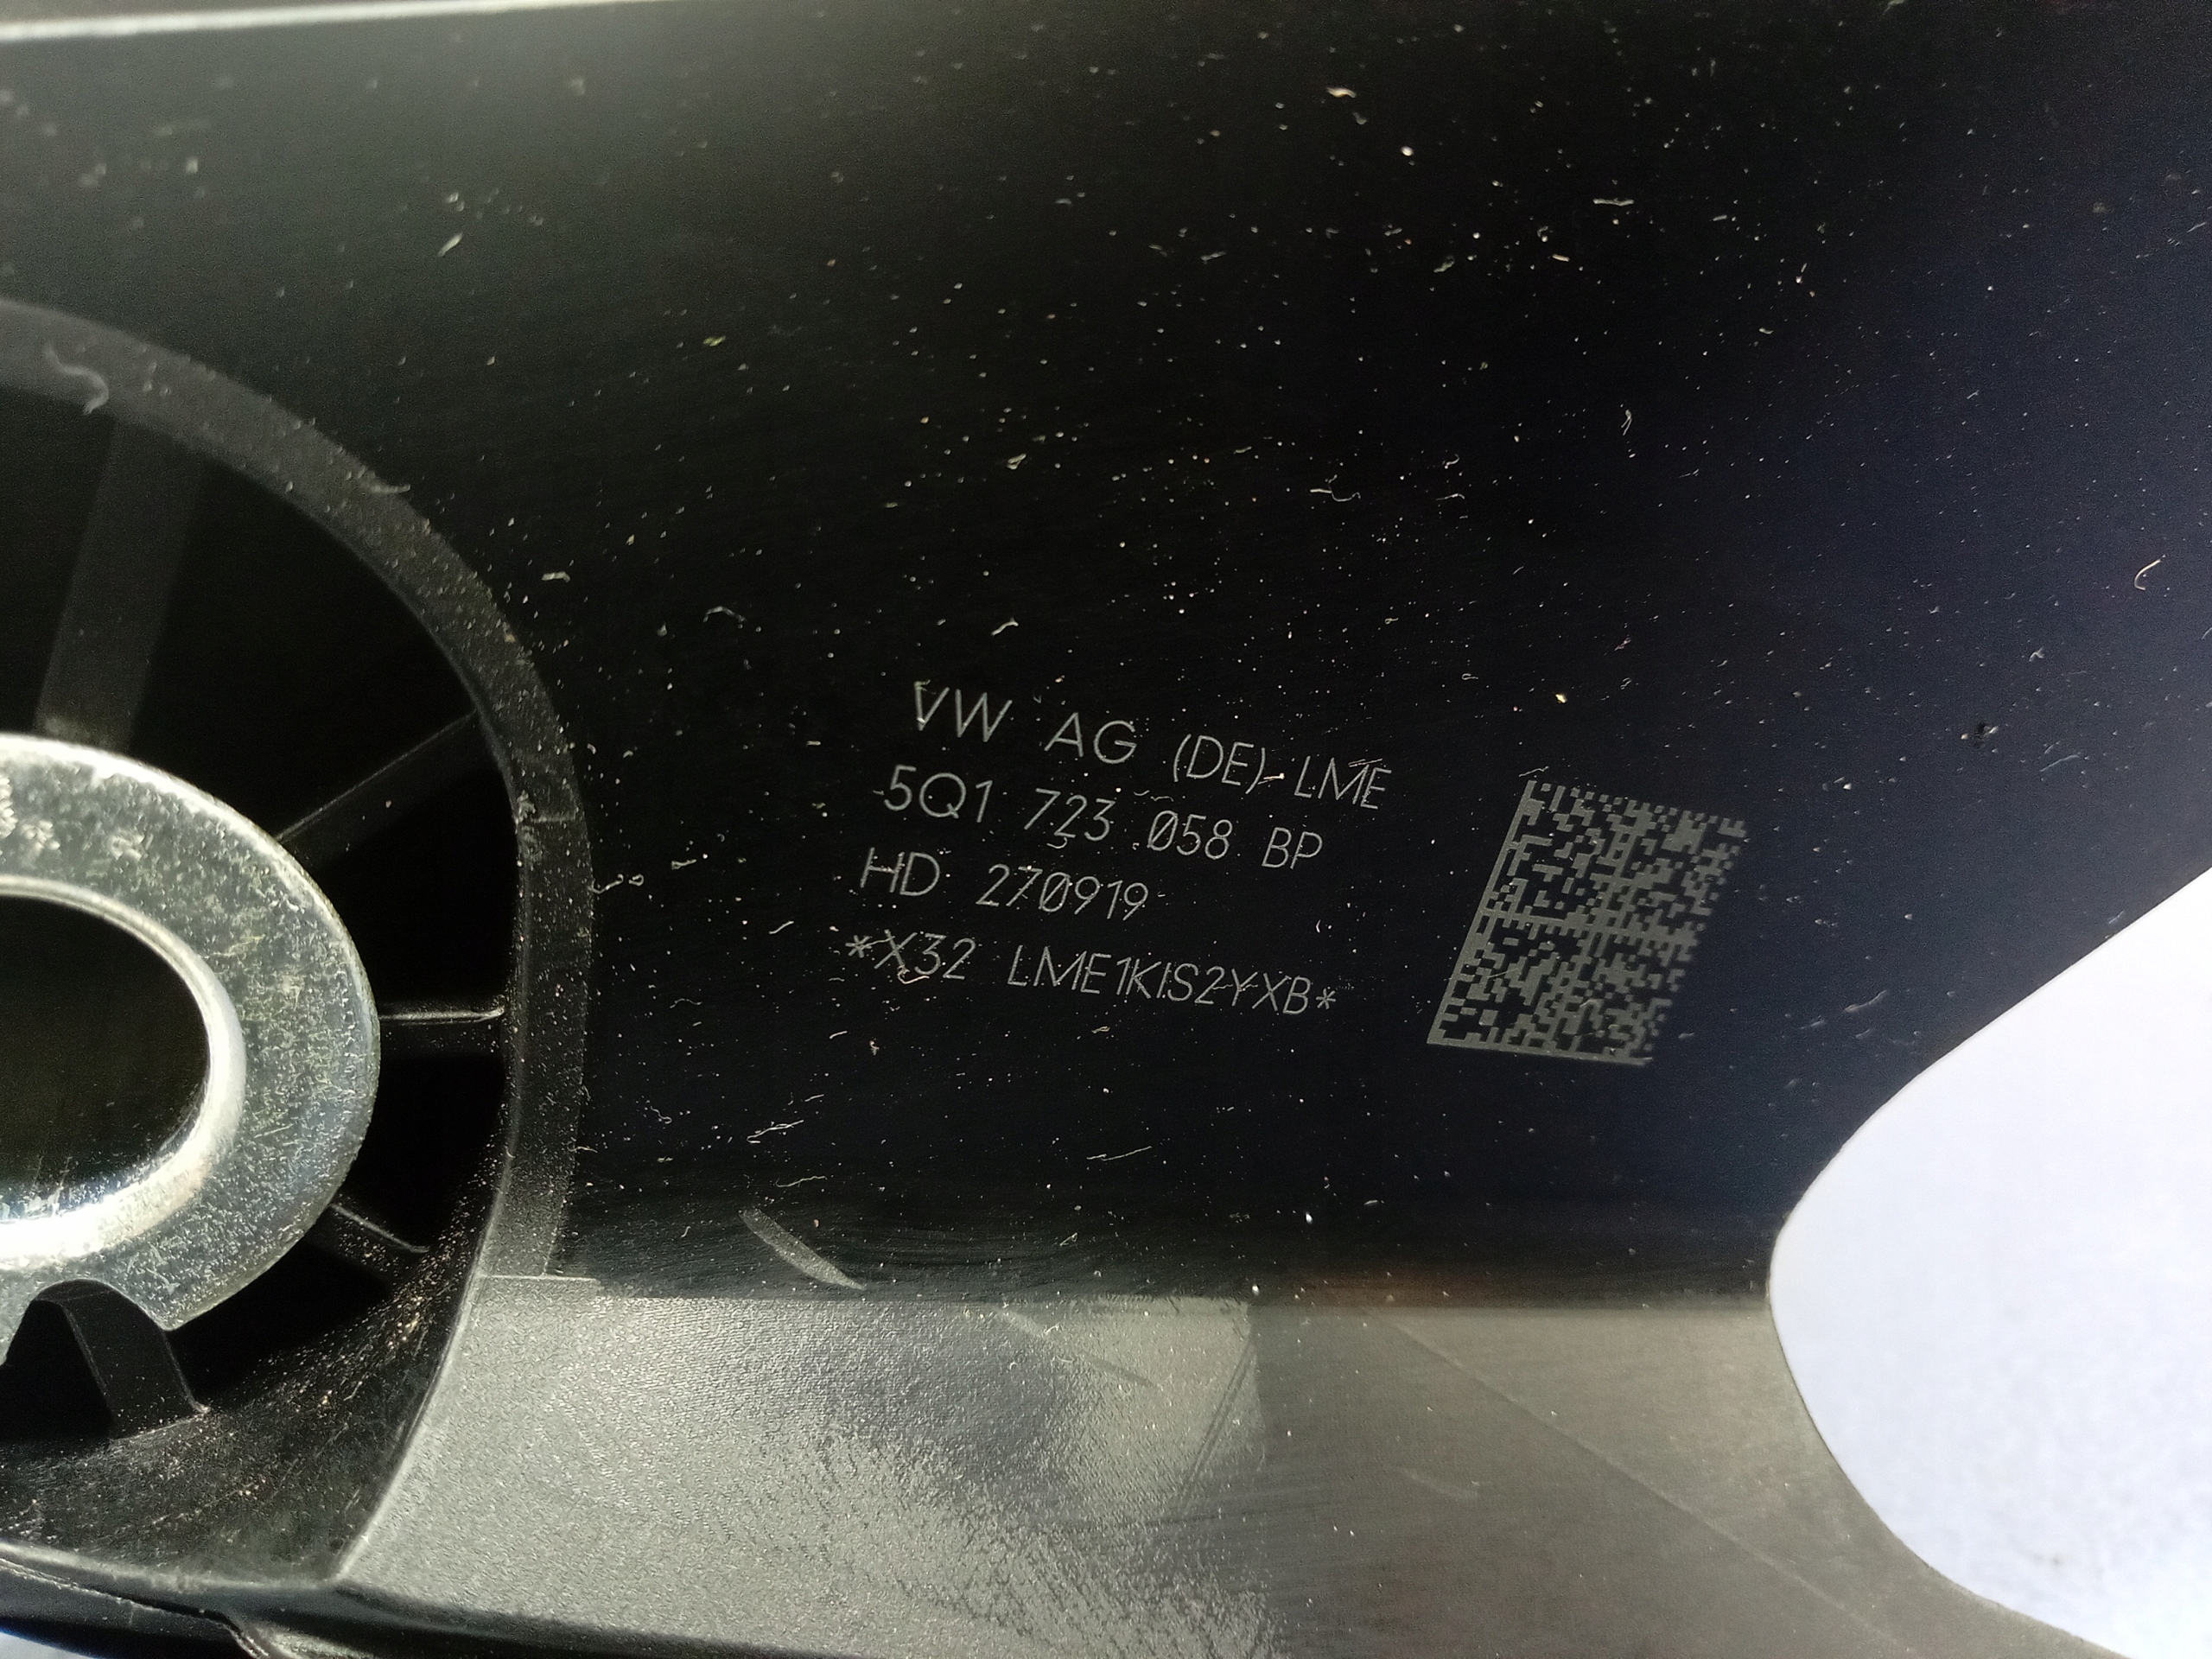 VW AG (DE) LME
5Q1 723 058 BP
HD 270919
*X32 LME1KIS2YXB*